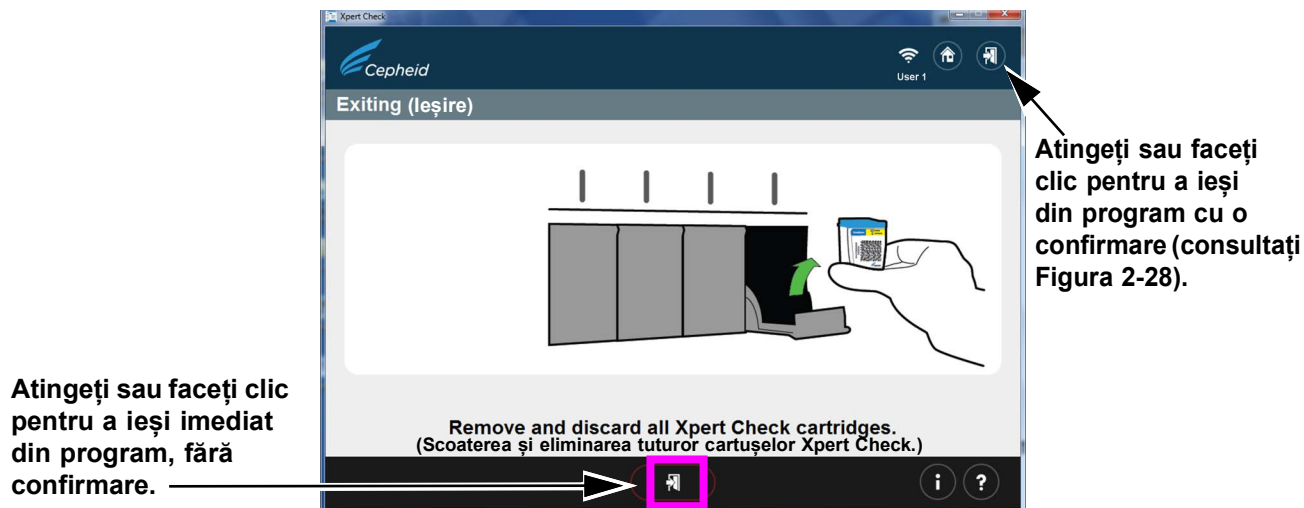 Xpert Check
Cepheid
User 1
Exiting (Ieșire)
Atingeți sau faceți
clic pentru a ieși
din program cu o
confirmare (consultați
Figura 2-28).
Atingeți sau faceți clic
pentru a ieși imediat
din program, fără
confirmare.
Remove and discard all Xpert Check cartridges.
(Scoaterea și eliminarea tuturor cartușelor Xpert Check.)
i ?